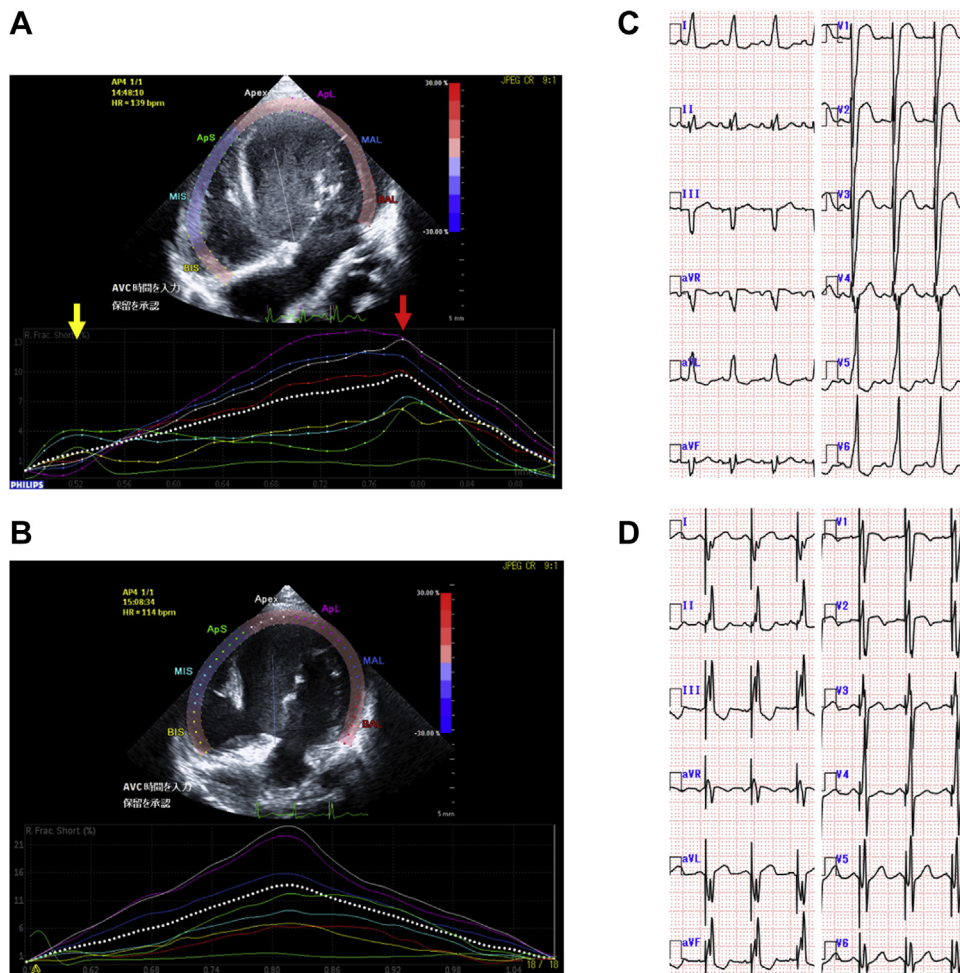 A
AP4 1/1
14:48:10
HR = 139 bpm
JPEG CR 9:1
30.00 %
Apex
ApL
ApS
MAL
MIS
BAL
-30.00 %
BIS
AVC時間を入力
保留を承認
5 mm
R. Frac. Short. (%)
13
10
4
1
0.52
0.56
0.60
0.64
0.68
0.72
0.76
0.80
0.88
PHILIPS
B
AP4 1/1
15:08:34
HR = 114 bpm
JPEG CR 9:1
30.00 %
Apex
ApL
ApS
MIS
MAL
BIS
BAL
-30.00 %
AVC時間を入力
保留を承認
5 mm
R. Frac. Short. (%)
21
16
11
6
1
0.62
0.68
0.74
0.80
0.86
0.92
0.98
1.04
18 / 18
C
I
V1
II
V2
III
V3
aVR
V4
aVL
V5
aVF
V6
D
I
V1
II
V2
III
V3
aVR
V4
aVL
V5
aVF
V6